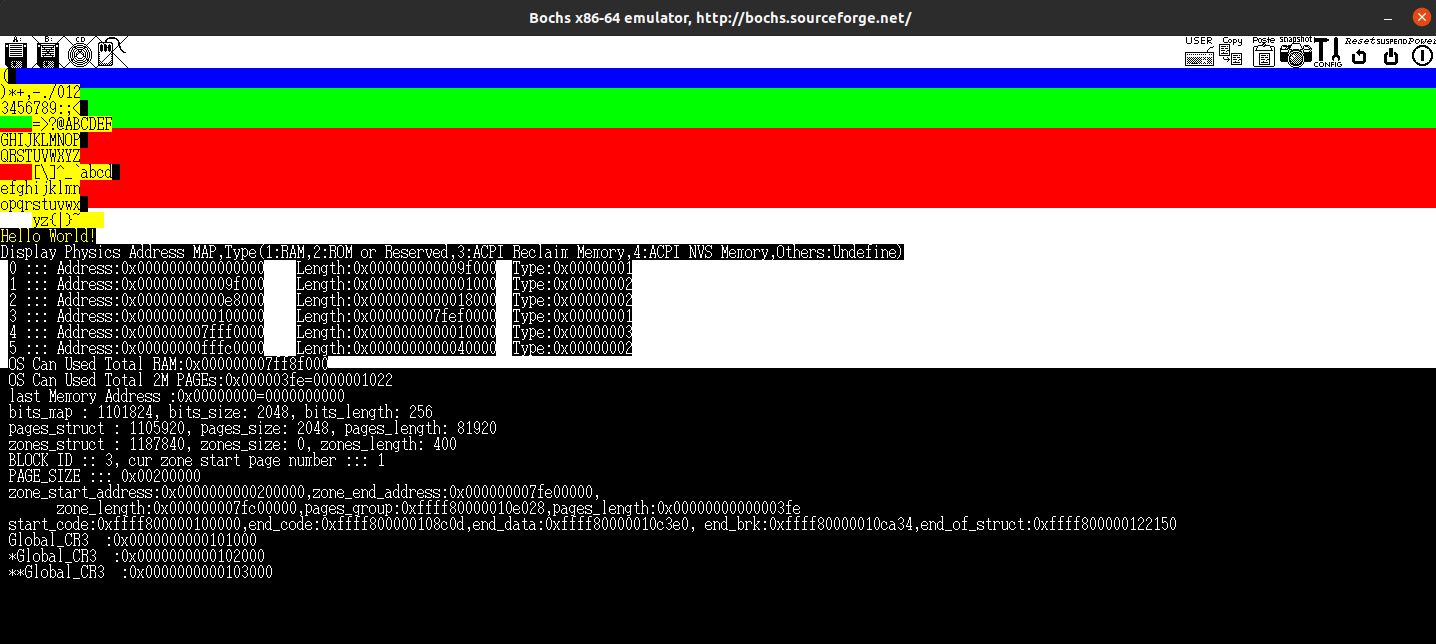 Bochs x86-64 emulator, http://bochs.sourceforge.net/
A: B: CD USER Copy Paste snapshot CONFIG Reset SUSPEND Power
(
)*+,-./012
3456789:;<
=>?@ABCDEF
GHIJKLMNOP
QRSTUVWXYZ
[\]^_`abcd
efghijklmn
opqrstuvwx
yz{|}~
Hello World!
Display Physics Address MAP,Type(1:RAM,2:ROM or Reserved,3:ACPI Reclaim Memory,4:ACPI NVS Memory,Others:Undefine)
0 ::: Address:0x0000000000000000 Length:0x000000000009f000 Type:0x00000001
1 ::: Address:0x000000000009f000 Length:0x0000000000001000 Type:0x00000002
2 ::: Address:0x00000000000e8000 Length:0x0000000000018000 Type:0x00000002
3 ::: Address:0x0000000000100000 Length:0x000000007fef0000 Type:0x00000001
4 ::: Address:0x000000007fff0000 Length:0x0000000000010000 Type:0x00000003
5 ::: Address:0x00000000fffc0000 Length:0x0000000000040000 Type:0x00000002
OS Can Used Total RAM:0x000000007ff8f000
OS Can Used Total 2M PAGEs:0x000003fe=0000001022
last Memory Address :0x00000000=0000000000
bits_map : 1101824, bits_size: 2048, bits_length: 256
pages_struct : 1105920, pages_size: 2048, pages_length: 81920
zones_struct : 1187840, zones_size: 0, zones_length: 400
BLOCK ID :: 3, cur zone start page number ::: 1
PAGE_SIZE ::: 0x00200000
zone_start_address:0x0000000000200000,zone_end_address:0x000000007fe00000,
zone_length:0x000000007fc00000,pages_group:0xffff80000010e028,pages_length:0x00000000000003fe
start_code:0xffff800000100000,end_code:0xffff800000108c0d,end_data:0xffff80000010c3e0, end_brk:0xffff80000010ca34,end_of_struct:0xffff800000122150
Global_CR3 :0x0000000000101000
*Global_CR3 :0x0000000000102000
**Global_CR3 :0x0000000000103000